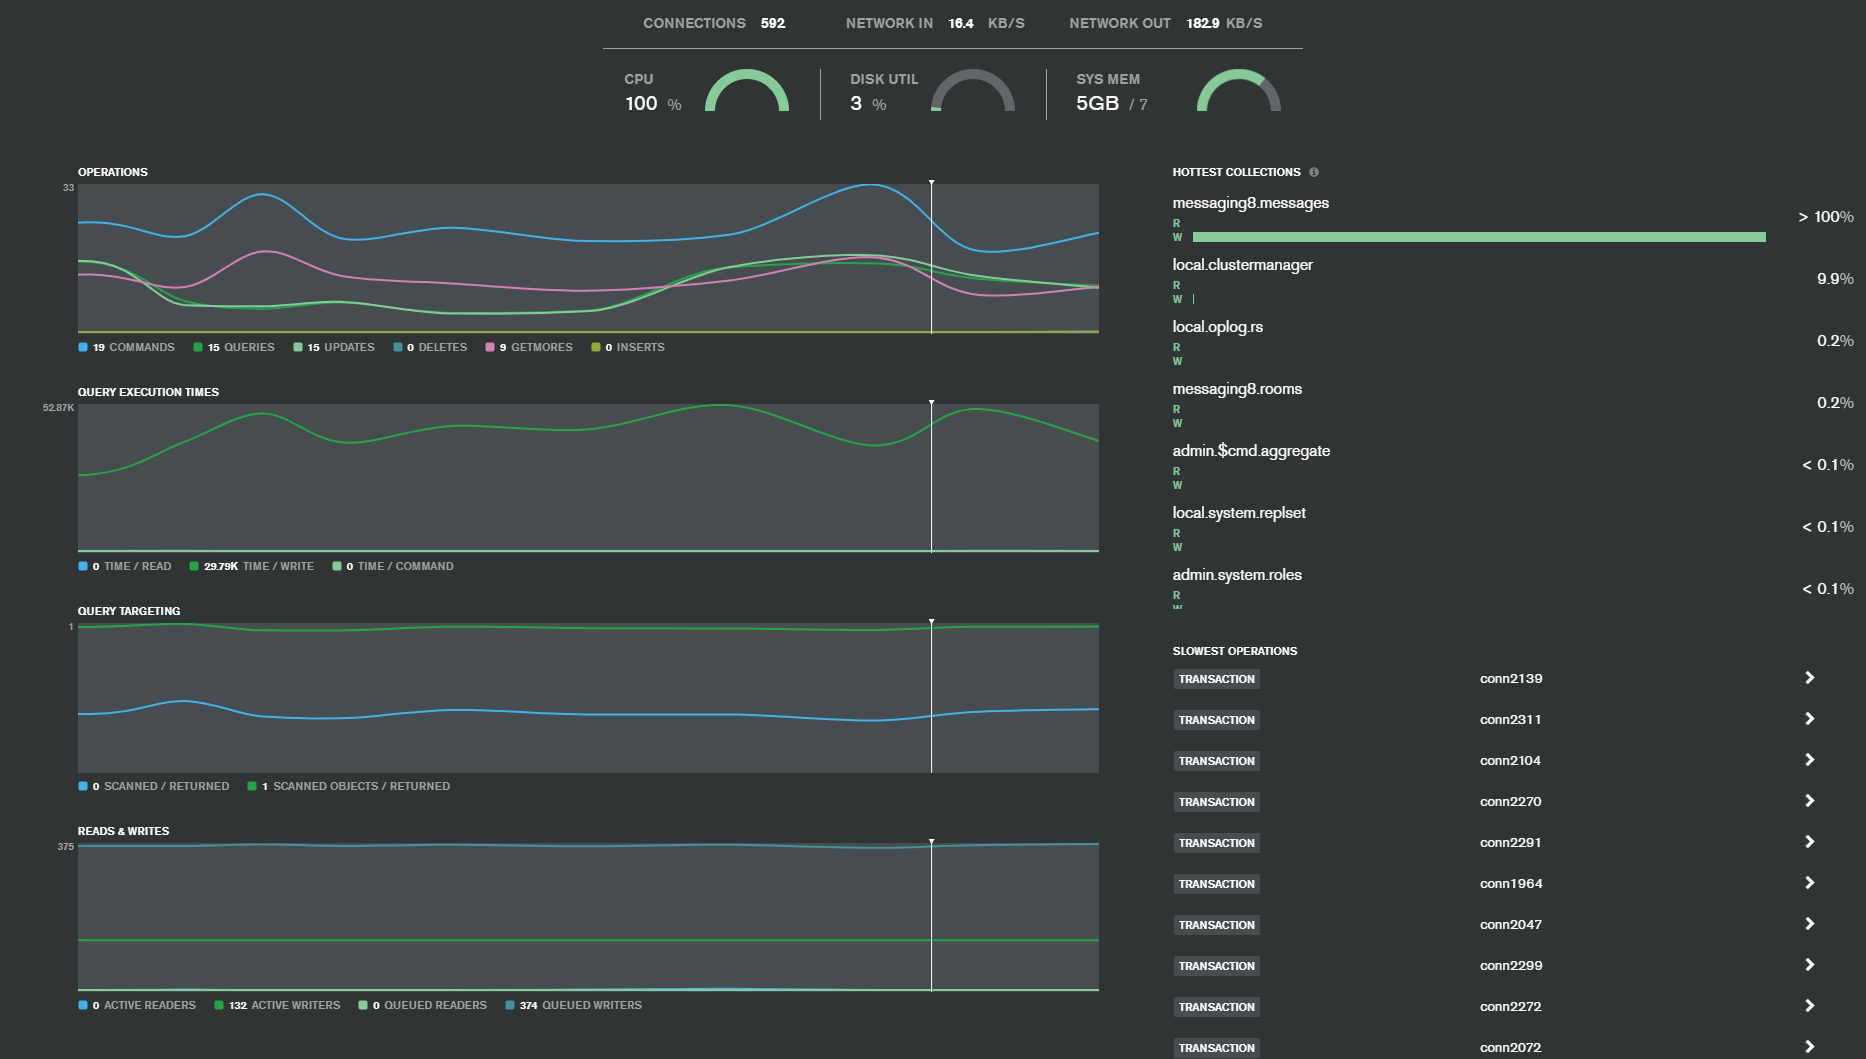 CONNECTIONS 592 NETWORK IN 16.4 KB/S NETWORK OUT 182.9 KB/S
CPU 100 %
DISK UTIL 3 %
SYS MEM 5GB / 7
OPERATIONS
33
19 COMMANDS 15 QUERIES 15 UPDATES 0 DELETES 9 GETMORES 0 INSERTS
QUERY EXECUTION TIMES
52.87K
0 TIME / READ 29.79K TIME / WRITE 0 TIME / COMMAND
QUERY TARGETING
1
0 SCANNED / RETURNED 1 SCANNED OBJECTS / RETURNED
READS & WRITES
375
0 ACTIVE READERS 132 ACTIVE WRITERS 0 QUEUED READERS 374 QUEUED WRITERS
HOTTEST COLLECTIONS
messaging8.messages
R
W
> 100%
local.clustermanager
R
W
9.9%
local.oplog.rs
R
W
0.2%
messaging8.rooms
R
W
0.2%
admin.$cmd.aggregate
R
W
< 0.1%
local.system.replset
R
W
< 0.1%
admin.system.roles
R
W
< 0.1%
SLOWEST OPERATIONS
TRANSACTION conn2139
TRANSACTION conn2311
TRANSACTION conn2104
TRANSACTION conn2270
TRANSACTION conn2291
TRANSACTION conn1964
TRANSACTION conn2047
TRANSACTION conn2299
TRANSACTION conn2272
TRANSACTION conn2072